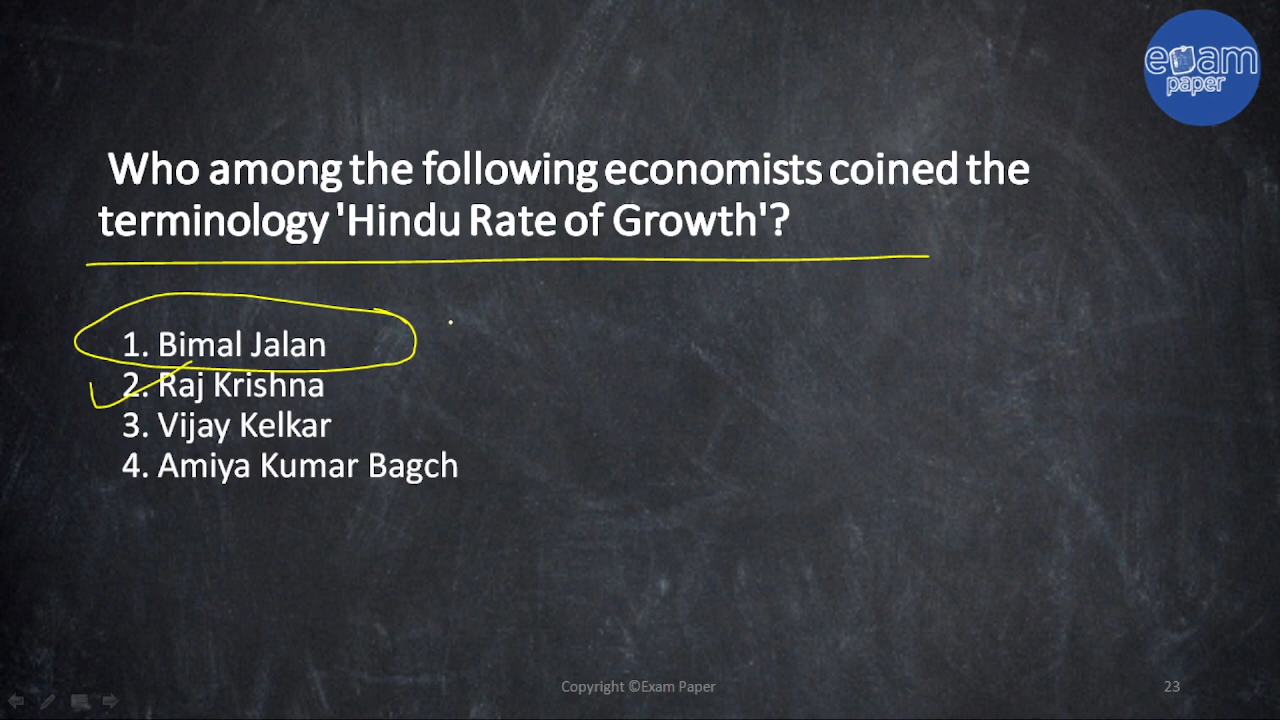 exam
paper
Who among the following economists coined the
terminology 'Hindu Rate of Growth'?
1. Bimal Jalan
2. Raj Krishna
3. Vijay Kelkar
4. Amiya Kumar Bagch
Copyright ©Exam Paper
23